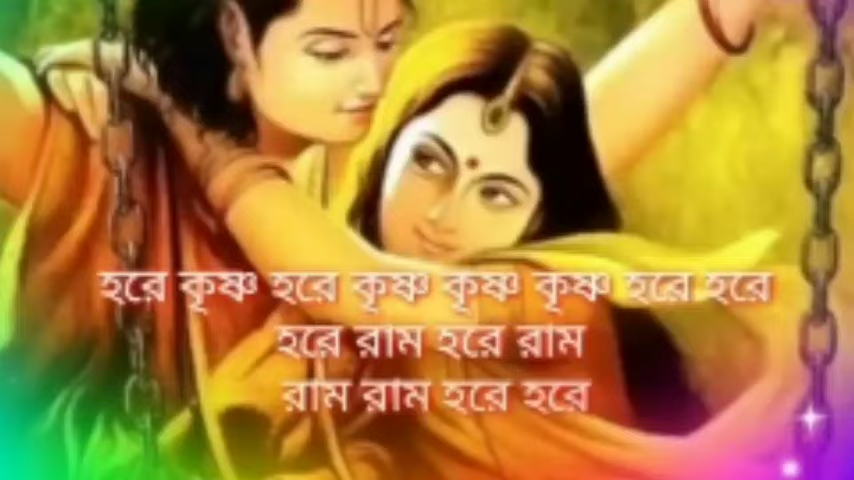 হরে কৃষ্ণ হরে কৃষ্ণ কৃষ্ণ কৃষ্ণ হরে হরে
হরে রাম হরে রাম
রাম রাম হরে হরে